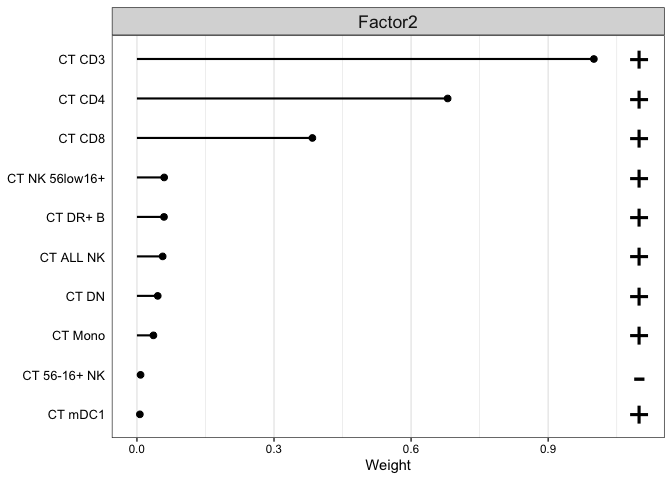 Factor2
CT CD3 +
CT CD4 +
CT CD8 +
CT NK 56low16+ +
CT DR+ B +
CT ALL NK +
CT DN +
CT Mono +
CT 56-16+ NK -
CT mDC1 +
0.0 0.3 0.6 0.9
Weight